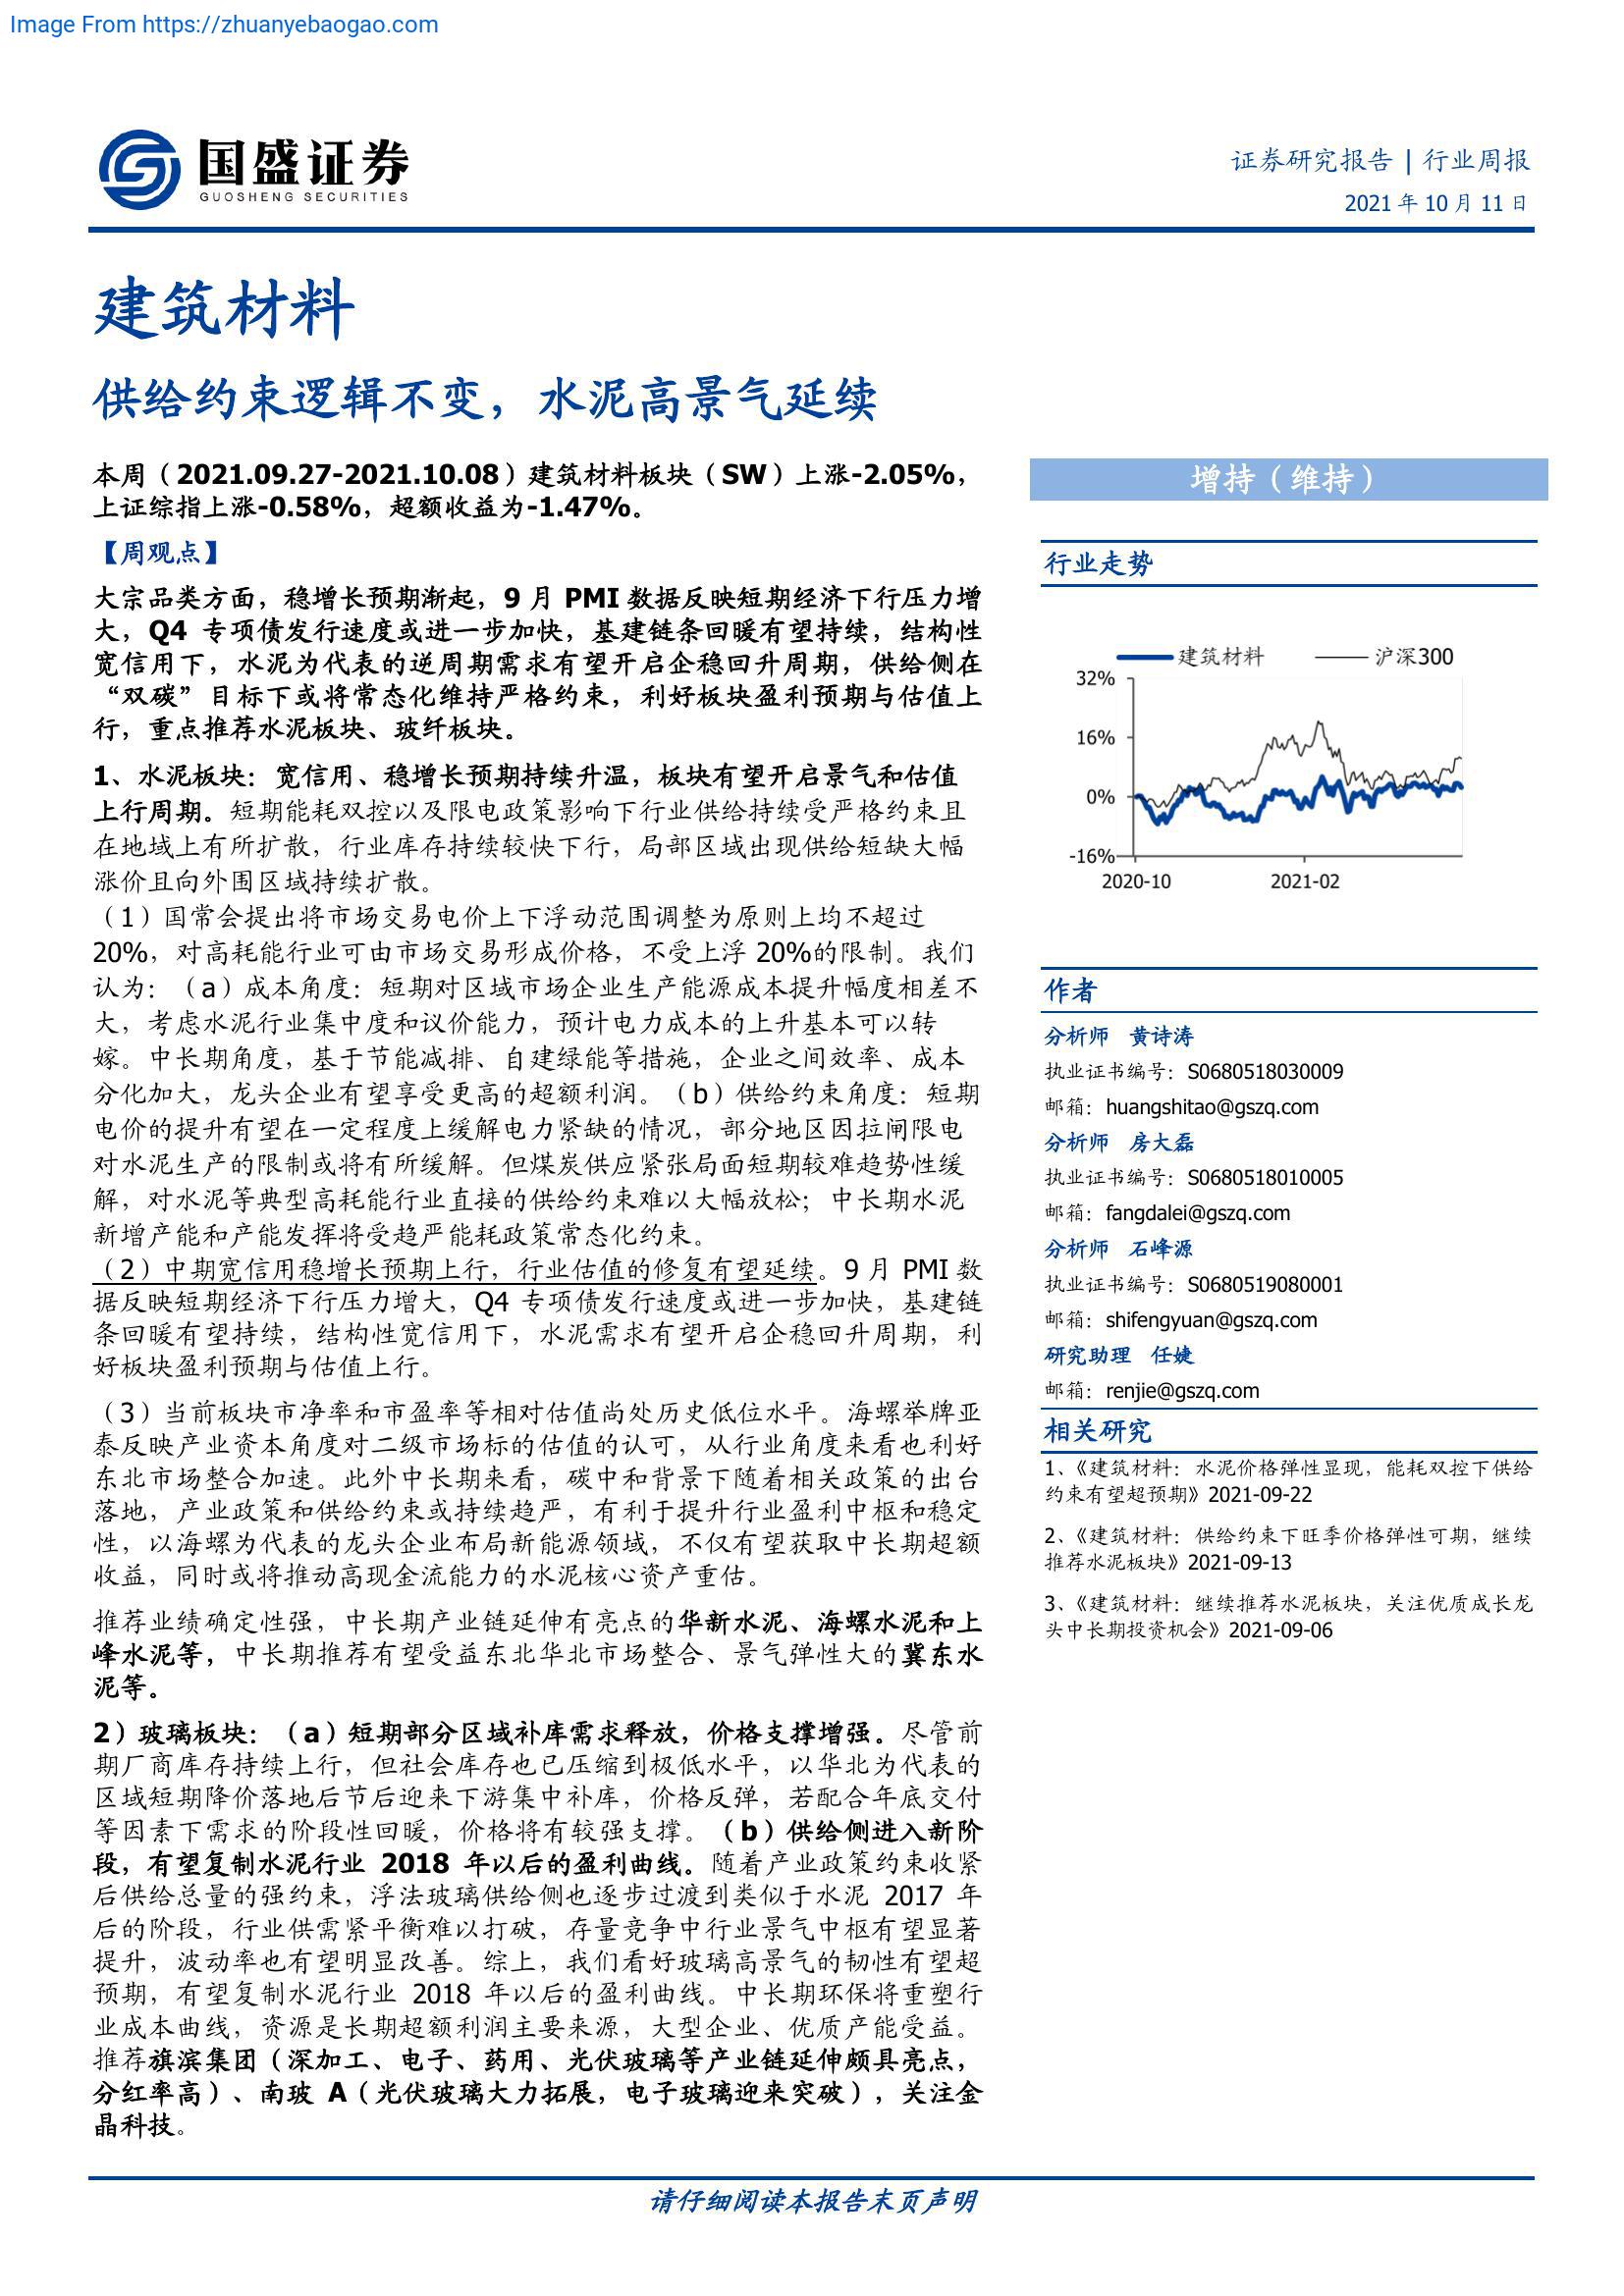 Image From https://zhuanyebaogao.com
国盛证券
GUOSHENG SECURITIES
证券研究报告 | 行业周报
2021 年 10 月 11 日
建筑材料
供给约束逻辑不变，水泥高景气延续
本周（2021.09.27-2021.10.08）建筑材料板块（SW）上涨-2.05%，
上证综指上涨-0.58%，超额收益为-1.47%。
【周观点】
大宗品类方面，稳增长预期渐起，9 月 PMI 数据反映短期经济下行压力增
大，Q4 专项债发行速度或进一步加快，基建链条回暖有望持续，结构性
宽信用下，水泥为代表的逆周期需求有望开启企稳回升周期，供给侧在
“双碳”目标下或将常态化维持严格约束，利好板块盈利预期与估值上
行，重点推荐水泥板块、玻纤板块。
1、水泥板块：宽信用、稳增长预期持续升温，板块有望开启景气和估值
上行周期。短期能耗双控以及限电政策影响下行业供给持续受严格约束且
在地域上有所扩散，行业库存持续较快下行，局部区域出现供给短缺大幅
涨价且向外围区域持续扩散。
（1）国常会提出将市场交易电价上下浮动范围调整为原则上均不超过
20%，对高耗能行业可由市场交易形成价格，不受上浮 20%的限制。我们
认为：（a）成本角度：短期对区域市场企业生产能源成本提升幅度相差不
大，考虑水泥行业集中度和议价能力，预计电力成本的上升基本可以转
嫁。中长期角度，基于节能减排、自建绿能等措施，企业之间效率、成本
分化加大，龙头企业有望享受更高的超额利润。（b）供给约束角度：短期
电价的提升有望在一定程度上缓解电力紧缺的情况，部分地区因拉闸限电
对水泥生产的限制或将有所缓解。但煤炭供应紧张局面短期较难趋势性缓
解，对水泥等典型高耗能行业直接的供给约束难以大幅放松；中长期水泥
新增产能和产能发挥将受趋严能耗政策常态化约束。
（2）中期宽信用稳增长预期上行，行业估值的修复有望延续。9 月 PMI 数
据反映短期经济下行压力增大，Q4 专项债发行速度或进一步加快，基建链
条回暖有望持续，结构性宽信用下，水泥需求有望开启企稳回升周期，利
好板块盈利预期与估值上行。
（3）当前板块市净率和市盈率等相对估值尚处历史低位水平。海螺举牌亚
泰反映产业资本角度对二级市场标的估值的认可，从行业角度来看也利好
东北市场整合加速。此外中长期来看，碳中和背景下随着相关政策的出台
落地，产业政策和供给约束或持续趋严，有利于提升行业盈利中枢和稳定
性，以海螺为代表的龙头企业布局新能源领域，不仅有望获取中长期超额
收益，同时或将推动高现金流能力的水泥核心资产重估。
推荐业绩确定性强，中长期产业链延伸有亮点的华新水泥、海螺水泥和上
峰水泥等，中长期推荐有望受益东北华北市场整合、景气弹性大的冀东水
泥等。
2）玻璃板块：（a）短期部分区域补库需求释放，价格支撑增强。尽管前
期厂商库存持续上行，但社会库存也已压缩到极低水平，以华北为代表的
区域短期降价落地后节后迎来下游集中补库，价格反弹，若配合年底交付
等因素下需求的阶段性回暖，价格将有较强支撑。（b）供给侧进入新阶
段，有望复制水泥行业 2018 年以后的盈利曲线。随着产业政策约束收紧
后供给总量的强约束，浮法玻璃供给侧也逐步过渡到类似于水泥 2017 年
后的阶段，行业供需紧平衡难以打破，存量竞争中行业景气中枢有望显著
提升，波动率也有望明显改善。综上，我们看好玻璃高景气的韧性有望超
预期，有望复制水泥行业 2018 年以后的盈利曲线。中长期环保将重塑行
业成本曲线，资源是长期超额利润主要来源，大型企业、优质产能受益。
推荐旗滨集团（深加工、电子、药用、光伏玻璃等产业链延伸颇具亮点，
分红率高）、南玻 A（光伏玻璃大力拓展，电子玻璃迎来突破），关注金
晶科技。
增持（维持）
行业走势
建筑材料 沪深300
32%
16%
0%
-16%
2020-10 2021-02
作者
分析师 黄诗涛
执业证书编号：S0680518030009
邮箱：huangshitao@gszq.com
分析师 房大磊
执业证书编号：S0680518010005
邮箱：fangdalei@gszq.com
分析师 石峰源
执业证书编号：S0680519080001
邮箱：shifengyuan@gszq.com
研究助理 任婕
邮箱：renjie@gszq.com
相关研究
1、《建筑材料：水泥价格弹性显现，能耗双控下供给
约束有望超预期》2021-09-22
2、《建筑材料：供给约束下旺季价格弹性可期，继续
推荐水泥板块》2021-09-13
3、《建筑材料：继续推荐水泥板块，关注优质成长龙
头中长期投资机会》2021-09-06
请仔细阅读本报告末页声明